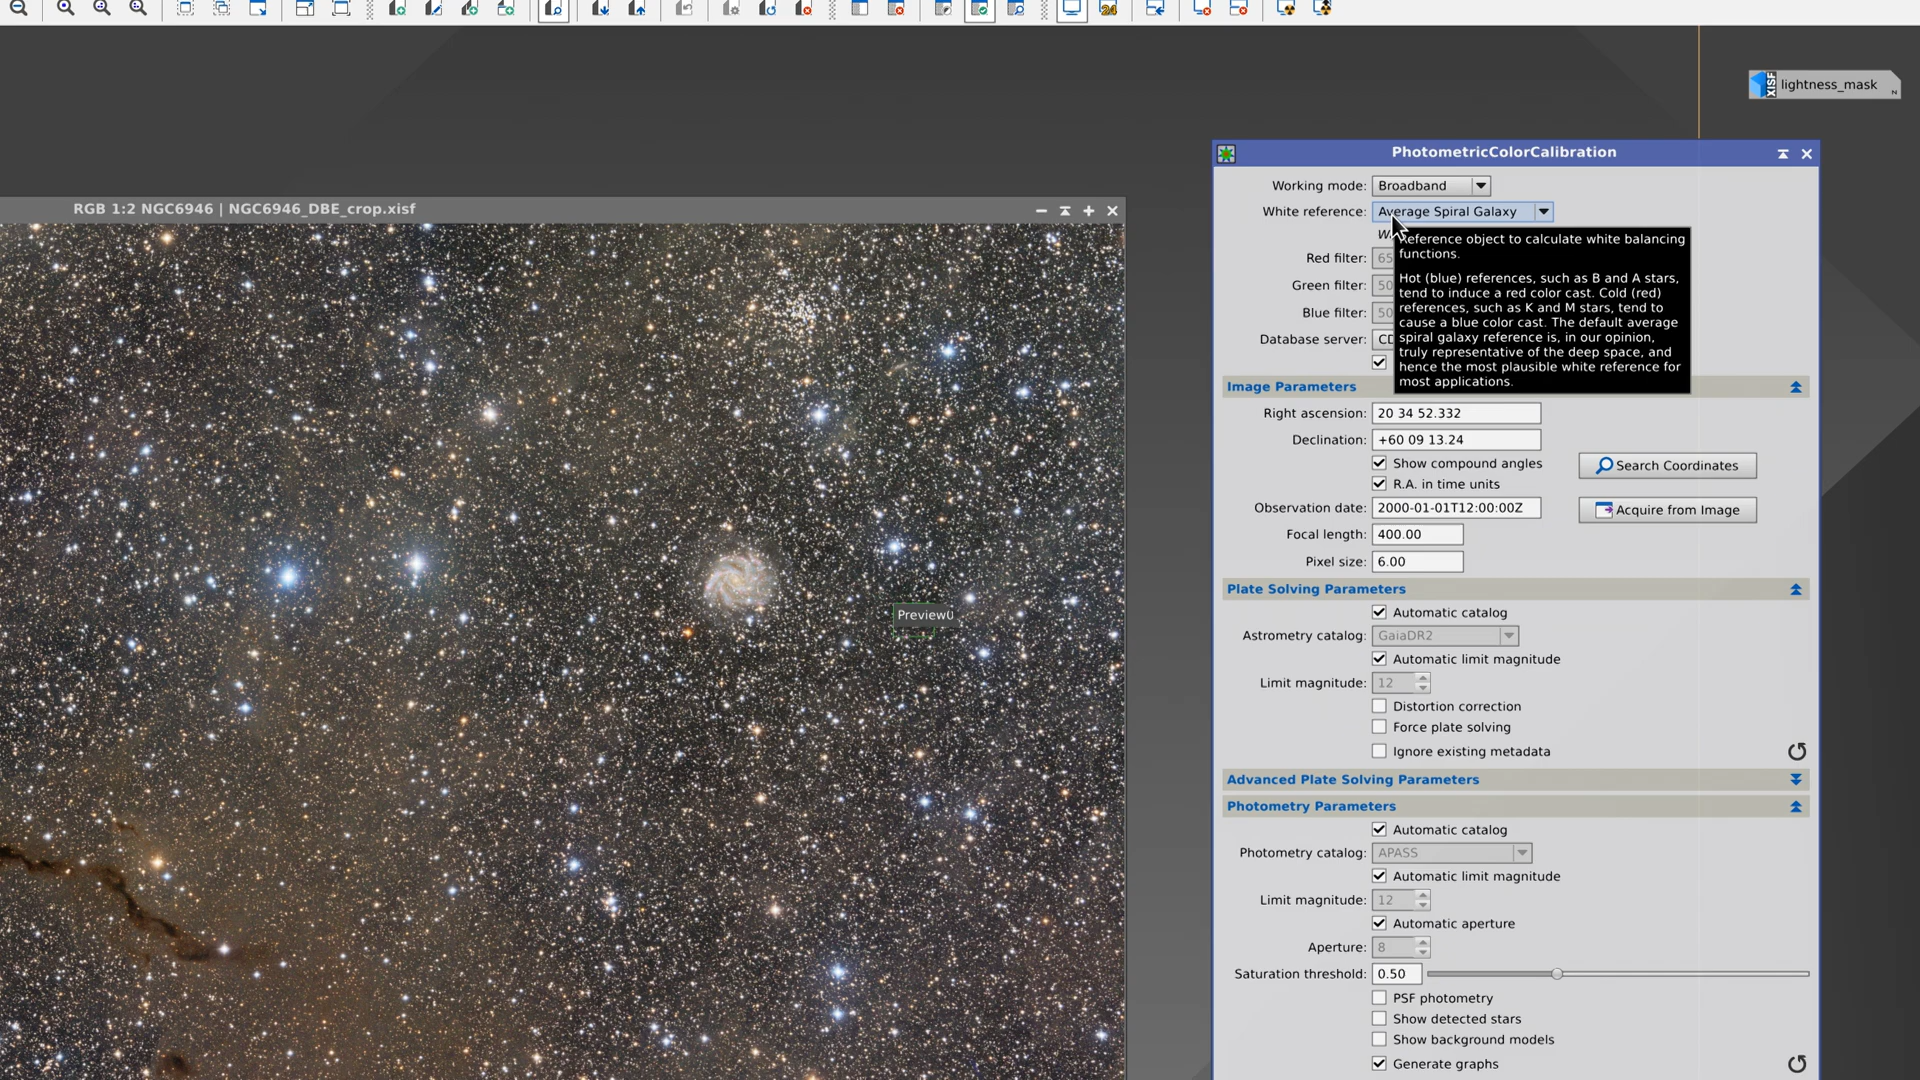 24
XISF
lightness_mask
N
PhotometricColorCalibration
Working mode: Broadband
RGB 1:2 NGC6946 | NGC6946_DBE_crop.xisf
White reference: Average Spiral Galaxy
Reference object to calculate white balancing
functions.
Hot (blue) references, such as B and A stars,
tend to induce a red color cast. Cold (red)
references, such as K and M stars, tend to
cause a blue color cast. The default average
spiral galaxy reference is, in our opinion,
truly representative of the deep space, and
hence the most plausible white reference for
most applications.
Red filter: 65
Green filter: 50
Blue filter: 50
Database server:
Image Parameters
Right ascension: 20 34 52.332
Declination: +60 09 13.24
Show compound angles
Search Coordinates
R.A. in time units
Observation date: 2000-01-01T12:00:00Z
Acquire from Image
Focal length: 400.00
Pixel size: 6.00
Plate Solving Parameters
Preview0
Automatic catalog
Astrometry catalog: GaiaDR2
Automatic limit magnitude
Limit magnitude: 12
Distortion correction
Force plate solving
Ignore existing metadata
Advanced Plate Solving Parameters
Photometry Parameters
Automatic catalog
Photometry catalog: APASS
Automatic limit magnitude
Limit magnitude: 12
Automatic aperture
Aperture: 8
Saturation threshold: 0.50
PSF photometry
Show detected stars
Show background models
Generate graphs